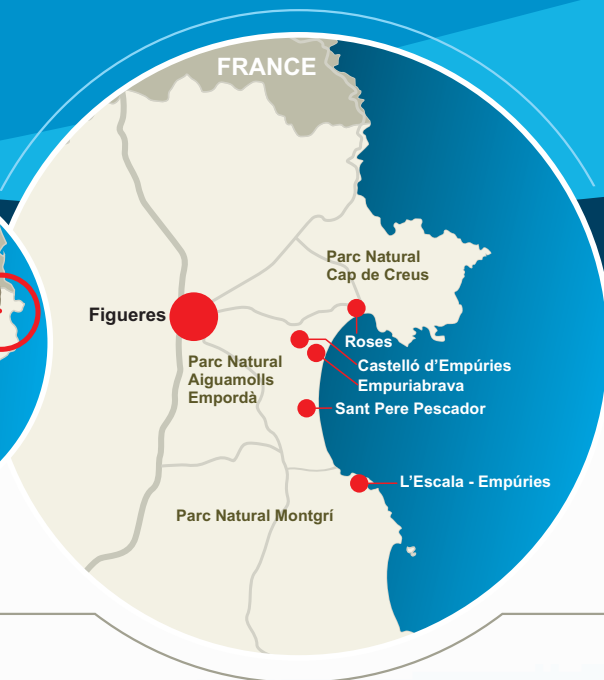 FRANCE
Parc Natural
Cap de Creus
Figueres
Roses
Parc Natural
Aiguamolls
Empordà
Castelló d’Empúries
Empuriabrava
Sant Pere Pescador
L’Escala - Empúries
Parc Natural Montgrí